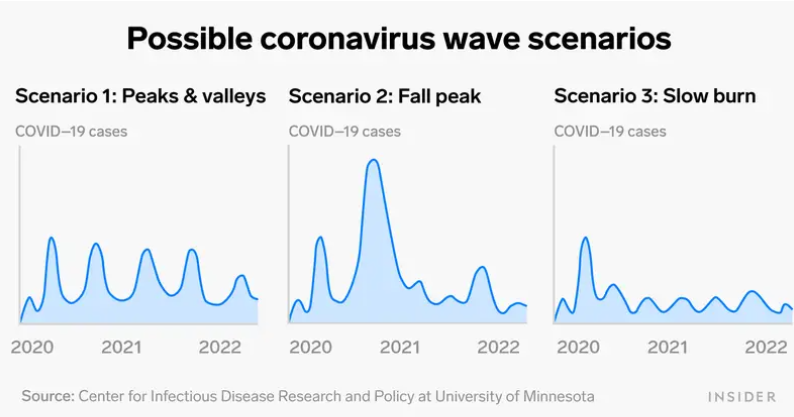 Possible coronavirus wave scenarios
Scenario 1: Peaks & valleys
COVID–19 cases
2020 2021 2022
Scenario 2: Fall peak
COVID–19 cases
2020 2021 2022
Scenario 3: Slow burn
COVID–19 cases
2020 2021 2022
Source: Center for Infectious Disease Research and Policy at University of Minnesota
INSIDER